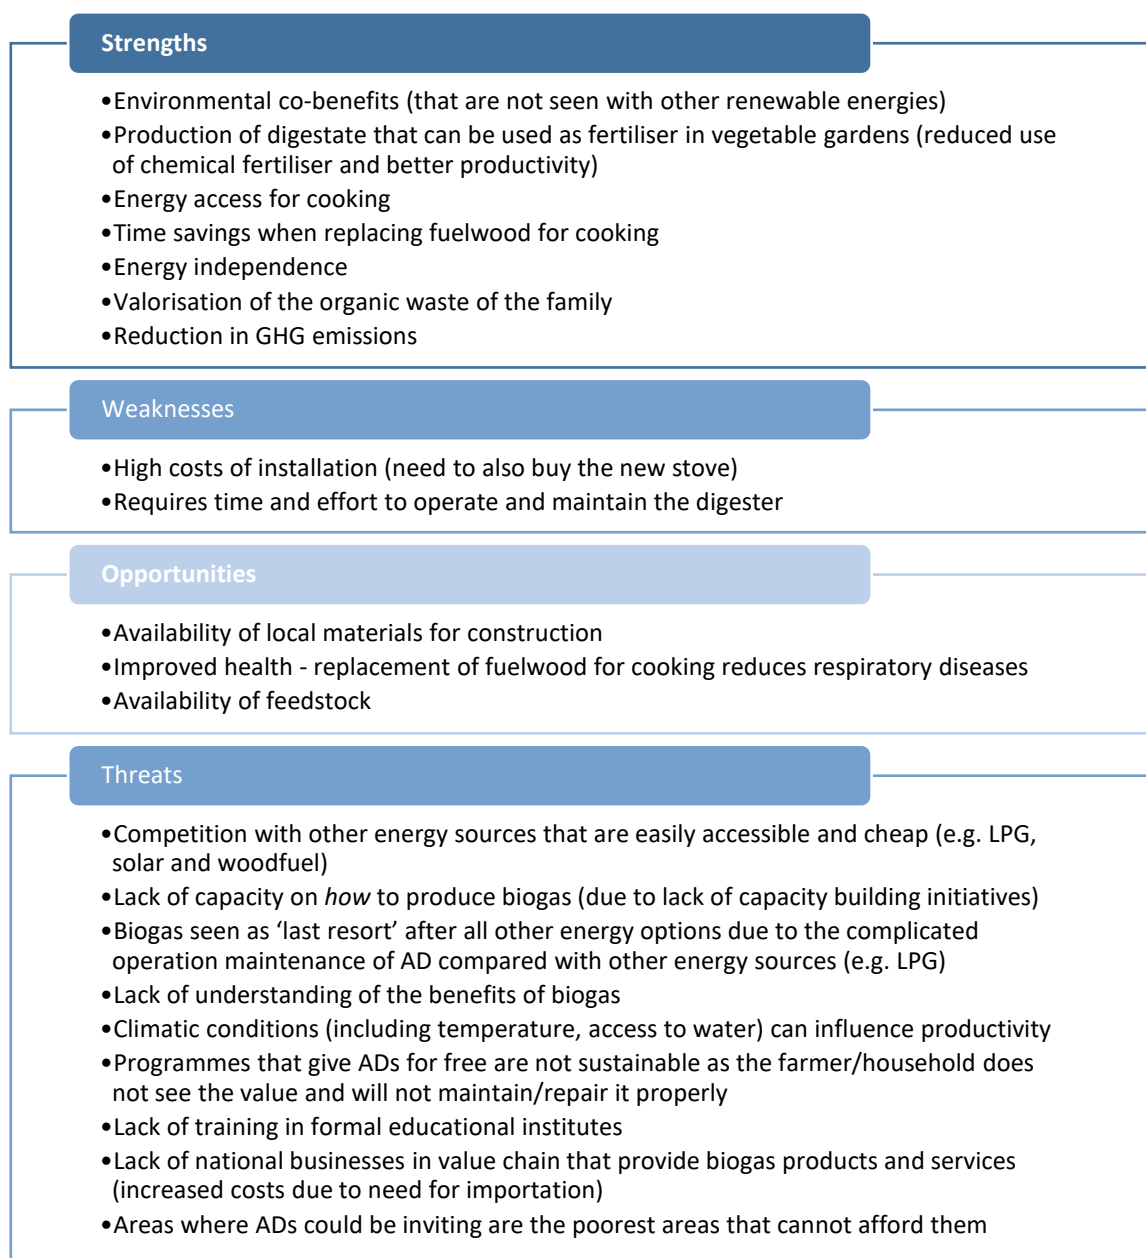 Strengths
•Environmental co-benefits (that are not seen with other renewable energies)
•Production of digestate that can be used as fertiliser in vegetable gardens (reduced use
of chemical fertiliser and better productivity)
•Energy access for cooking
•Time savings when replacing fuelwood for cooking
•Energy independence
•Valorisation of the organic waste of the family
•Reduction in GHG emissions
Weaknesses
•High costs of installation (need to also buy the new stove)
•Requires time and effort to operate and maintain the digester
Opportunities
•Availability of local materials for construction
•Improved health - replacement of fuelwood for cooking reduces respiratory diseases
•Availability of feedstock
Threats
•Competition with other energy sources that are easily accessible and cheap (e.g. LPG,
solar and woodfuel)
•Lack of capacity on how to produce biogas (due to lack of capacity building initiatives)
•Biogas seen as ‘last resort’ after all other energy options due to the complicated
operation maintenance of AD compared with other energy sources (e.g. LPG)
•Lack of understanding of the benefits of biogas
•Climatic conditions (including temperature, access to water) can influence productivity
•Programmes that give ADs for free are not sustainable as the farmer/household does
not see the value and will not maintain/repair it properly
•Lack of training in formal educational institutes
•Lack of national businesses in value chain that provide biogas products and services
(increased costs due to need for importation)
•Areas where ADs could be inviting are the poorest areas that cannot afford them